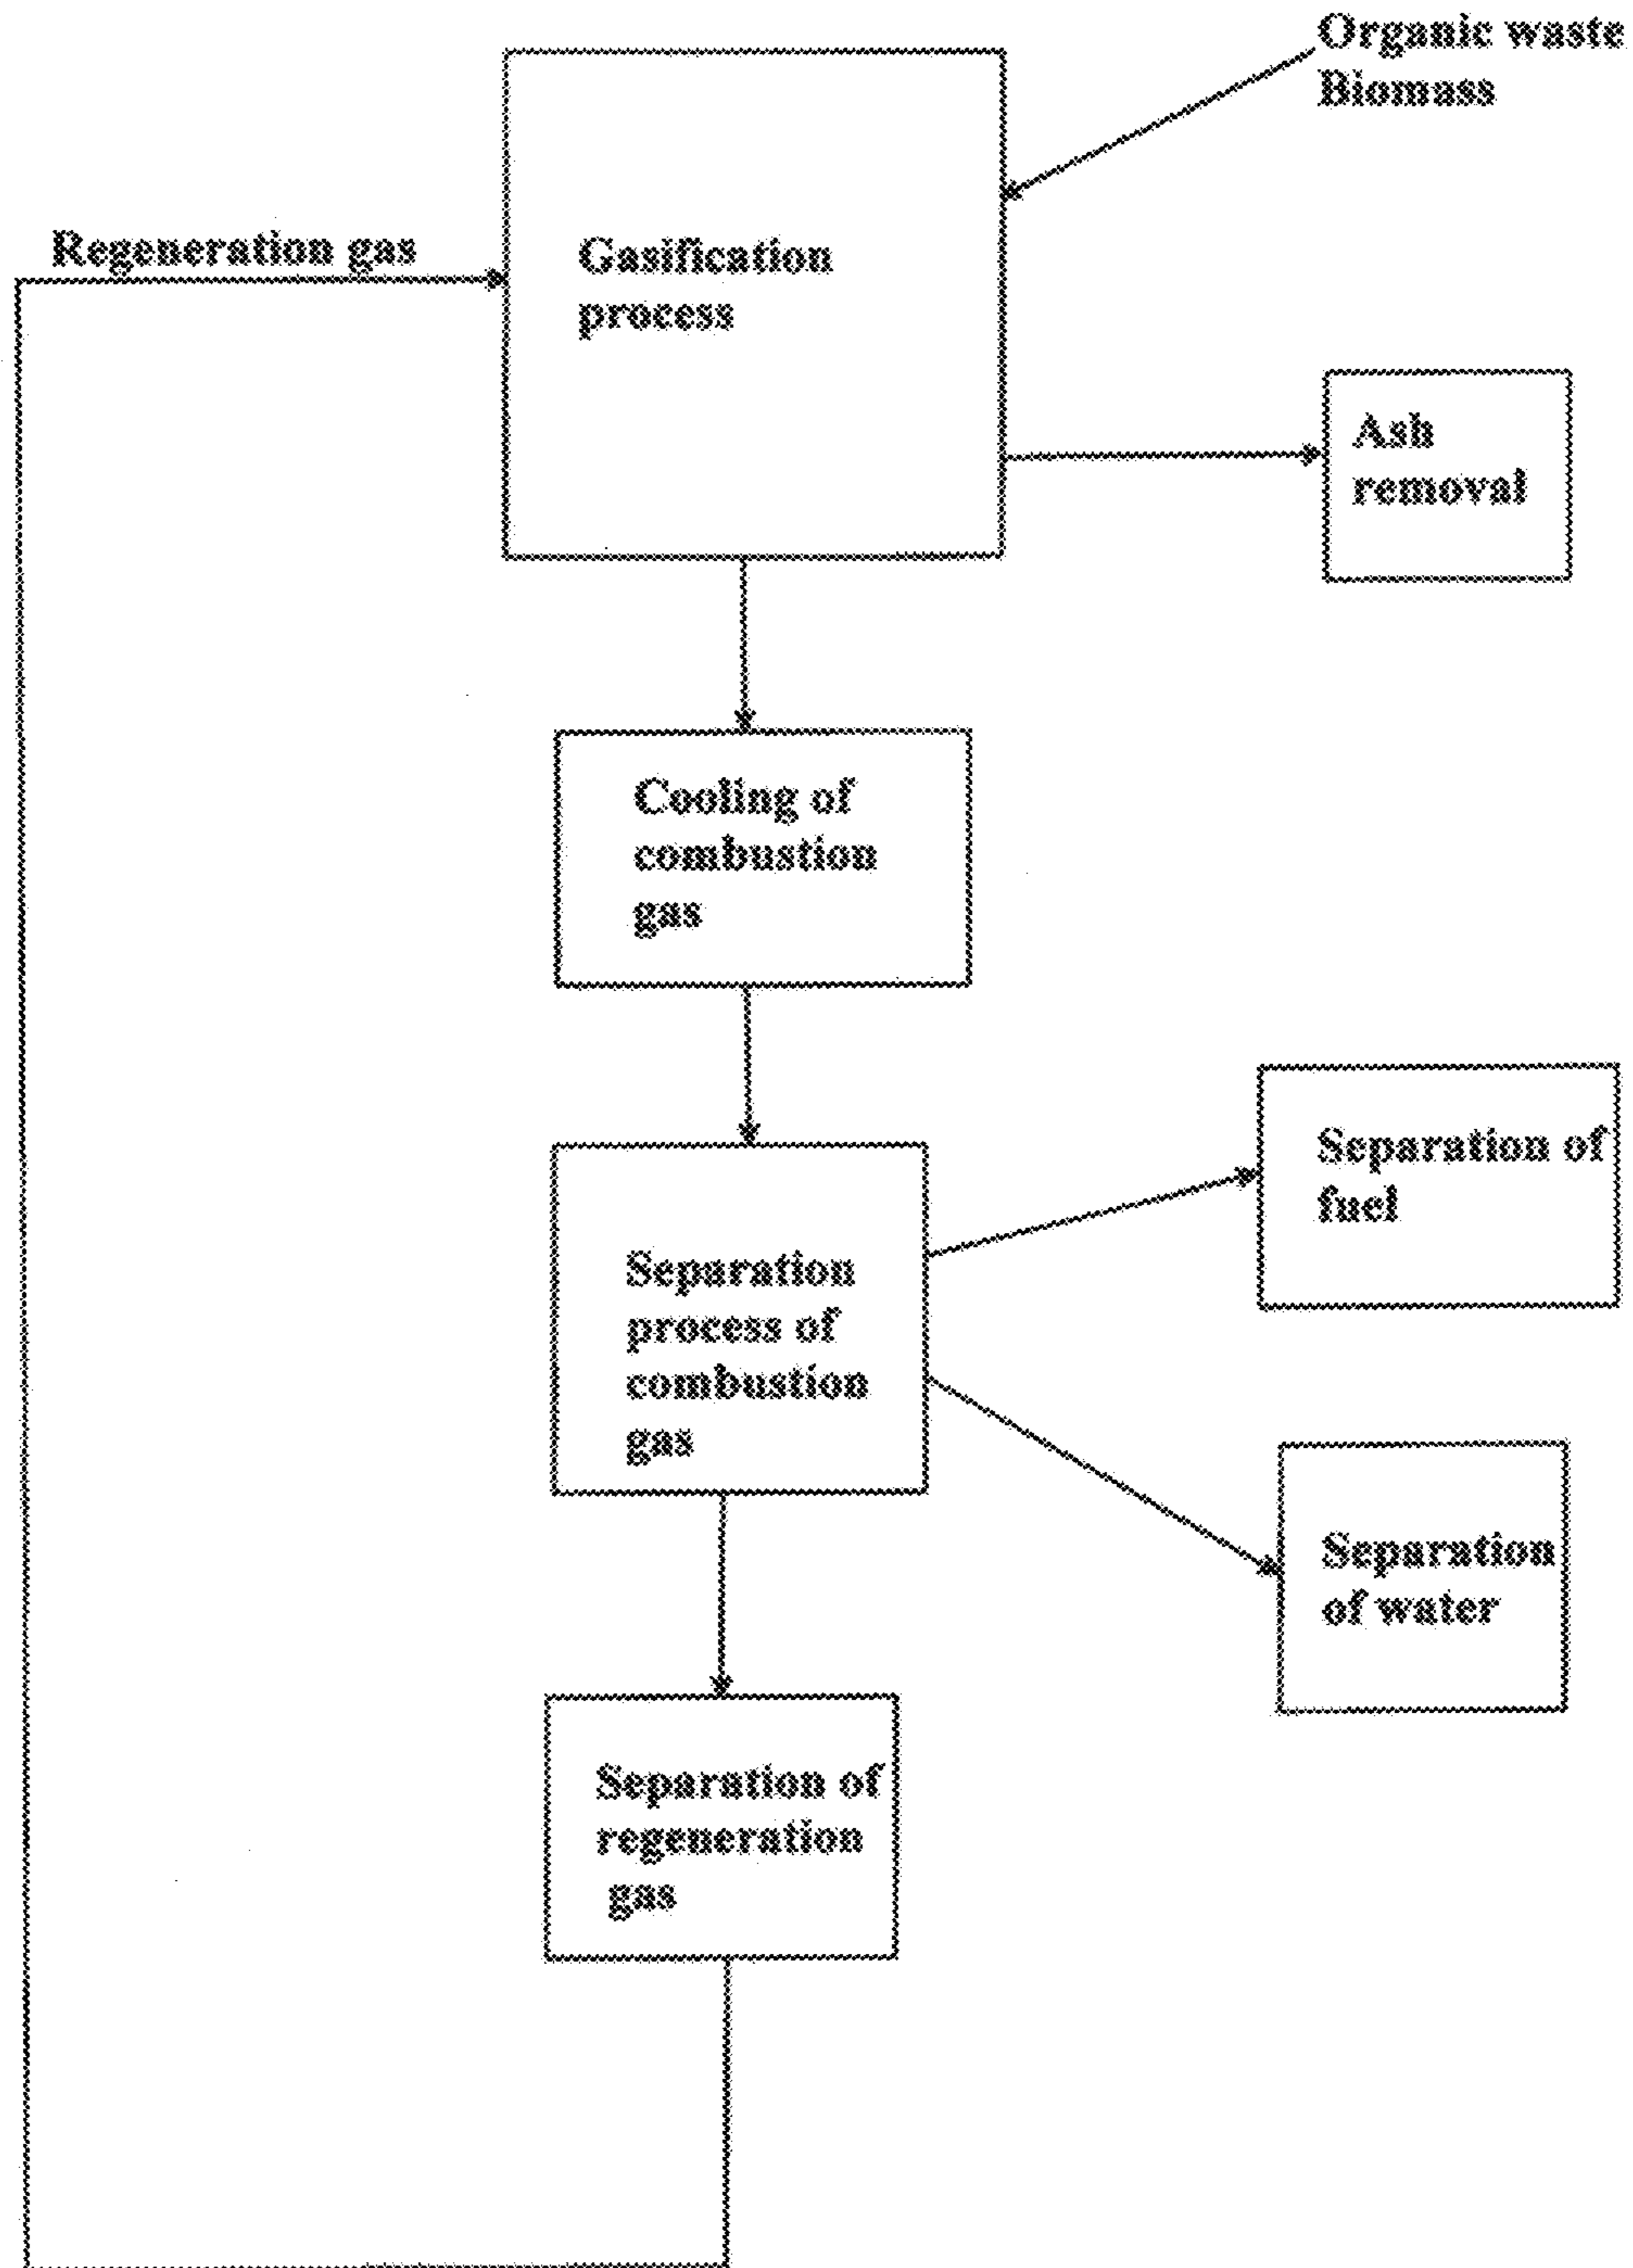 Organic waste
Biomass
Regeneration gas
Gasification
process
Ash
removal
Cooling of
combustion
gas
Separation of
fuel
Separation
process of
combustion
gas
Separation
of water
Separation of
regeneration
gas